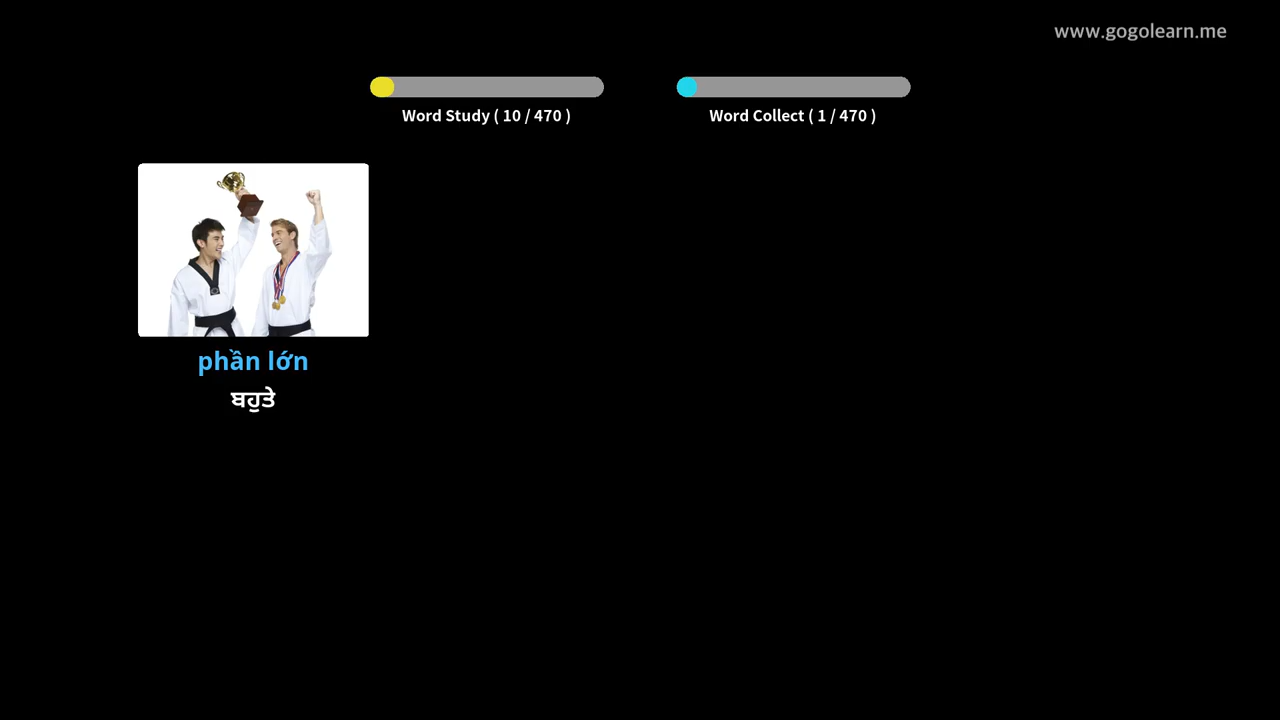 www.gogolearn.me
Word Study ( 10 / 470 )
Word Collect ( 1 / 470 )
phần lớn
ਬਹੁਤੇ